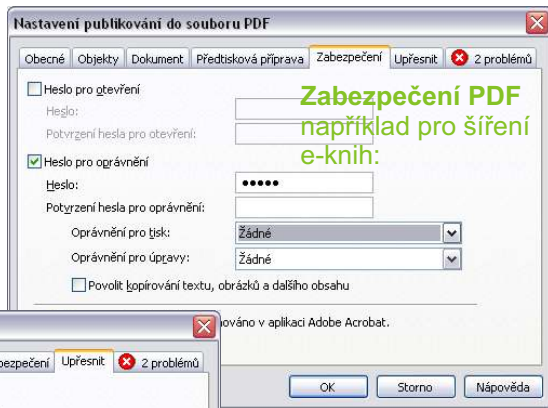 Nastavení publikování do souboru PDF
Obecné Objekty Dokument Předtisková příprava Zabezpečení Upřesnit 2 problémů
Heslo pro otevření
Heslo:
Potvrzení hesla pro otevření:
Zabezpečení PDF
například pro šíření
e-knih:
Heslo pro oprávnění
Heslo: •••••
Potvrzení hesla pro oprávnění:
Oprávnění pro tisk: Žádné
Oprávnění pro úpravy: Žádné
Povolit kopírování textu, obrázků a dalšího obsahu
nováno v aplikaci Adobe Acrobat.
bezpečení Upřesnit 2 problémů
OK Storno Nápověda